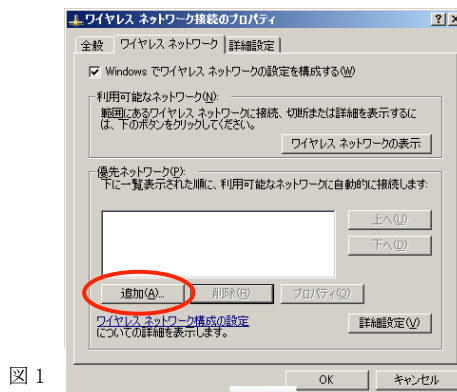 ワイヤレス ネットワーク接続のプロパティ
全般 ワイヤレス ネットワーク 詳細設定
Windows でワイヤレス ネットワークの設定を構成する(W)
利用可能なネットワーク(N):
範囲にあるワイヤレス ネットワークに接続、切断または詳細を表示するに
は、下のボタンをクリックしてください。
ワイヤレス ネットワークの表示
優先ネットワーク(P):
下に一覧表示された順に、利用可能なネットワークに自動的に接続します:
上へ(U)
下へ(D)
追加(A)... 削除(R) プロパティ(O)
ワイヤレス ネットワーク構成の設定
についての詳細を表示します。
詳細設定(V)
OK キャンセル
図 1